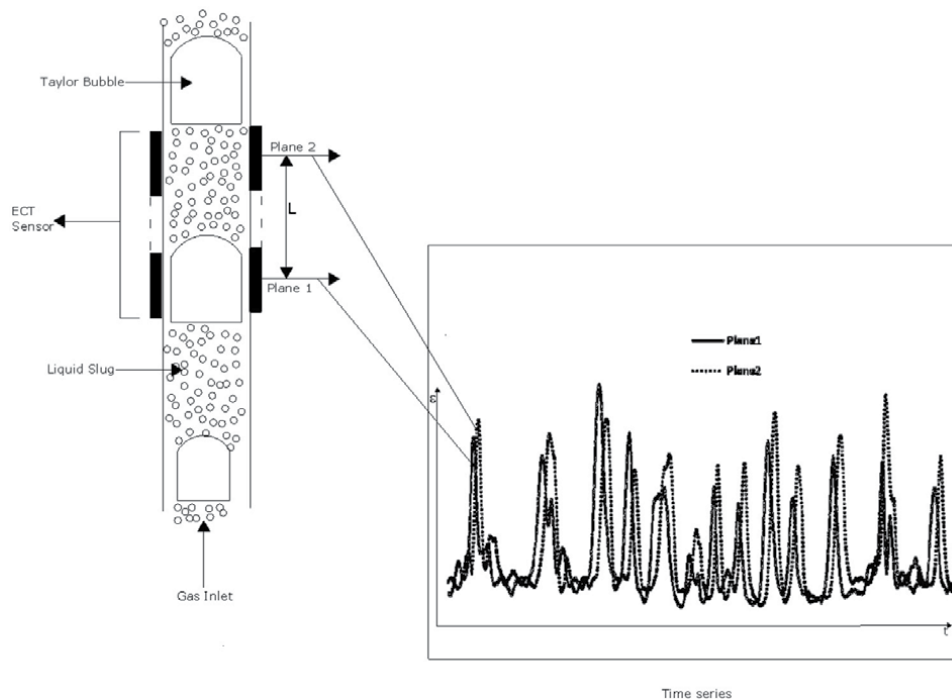 Taylor Bubble
Plane 2
ECT
Sensor
L
Plane 1
Liquid Slug
Gas Inlet
Plane1
Plane2
ε
t
Time series